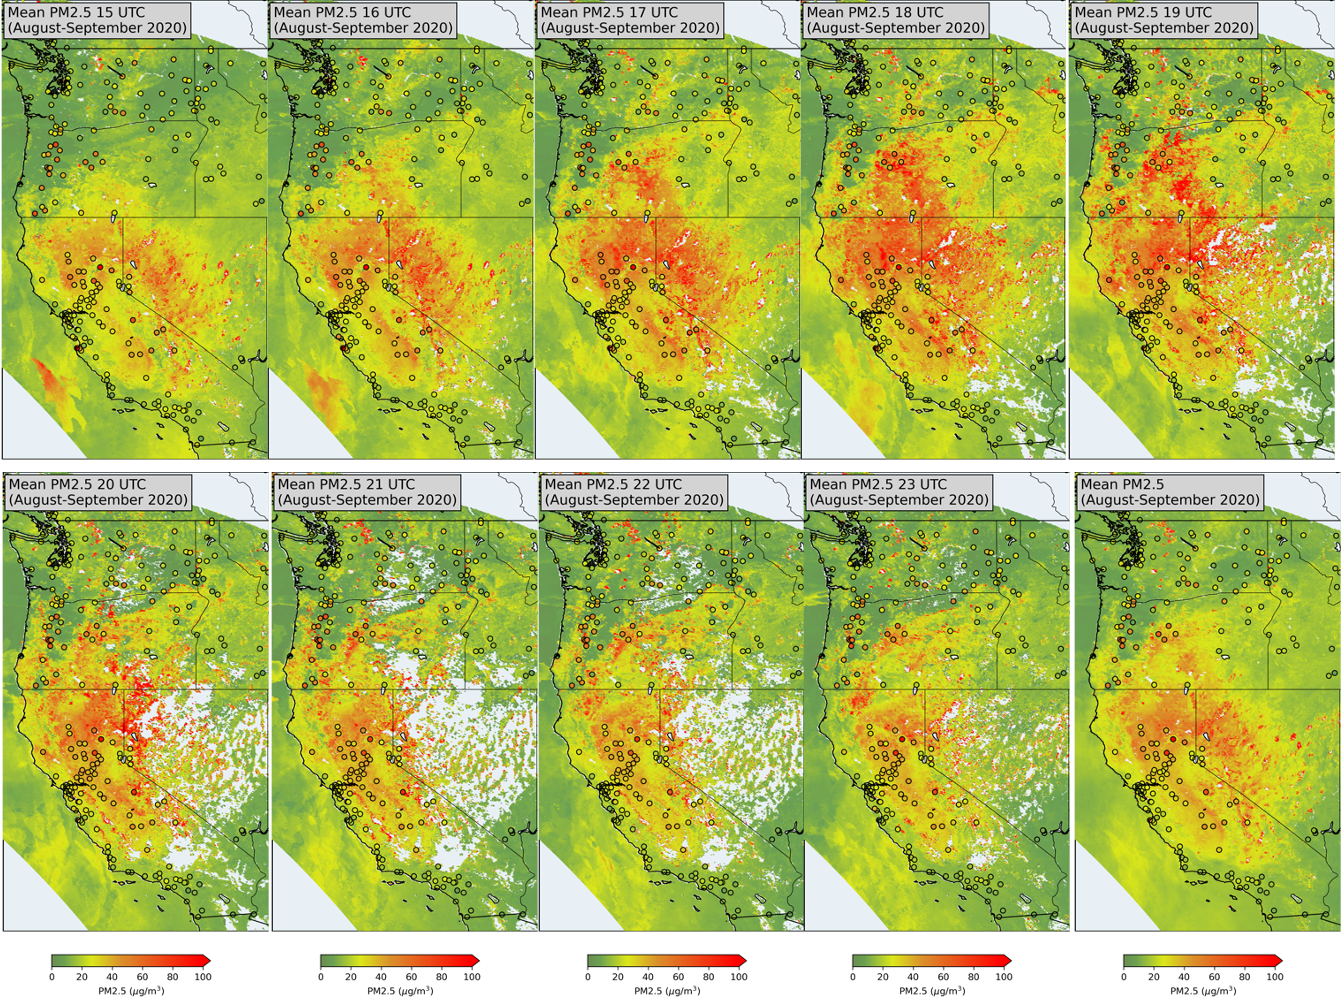 Mean PM2.5 15 UTC
(August-September 2020)
Mean PM2.5 16 UTC
(August-September 2020)
Mean PM2.5 17 UTC
(August-September 2020)
Mean PM2.5 18 UTC
(August-September 2020)
Mean PM2.5 19 UTC
(August-September 2020)
Mean PM2.5 20 UTC
(August-September 2020)
Mean PM2.5 21 UTC
(August-September 2020)
Mean PM2.5 22 UTC
(August-September 2020)
Mean PM2.5 23 UTC
(August-September 2020)
Mean PM2.5
(August-September 2020)
0 20 40 60 80 100
PM2.5 (μg/m³)
0 20 40 60 80 100
PM2.5 (μg/m³)
0 20 40 60 80 100
PM2.5 (μg/m³)
0 20 40 60 80 100
PM2.5 (μg/m³)
0 20 40 60 80 100
PM2.5 (μg/m³)